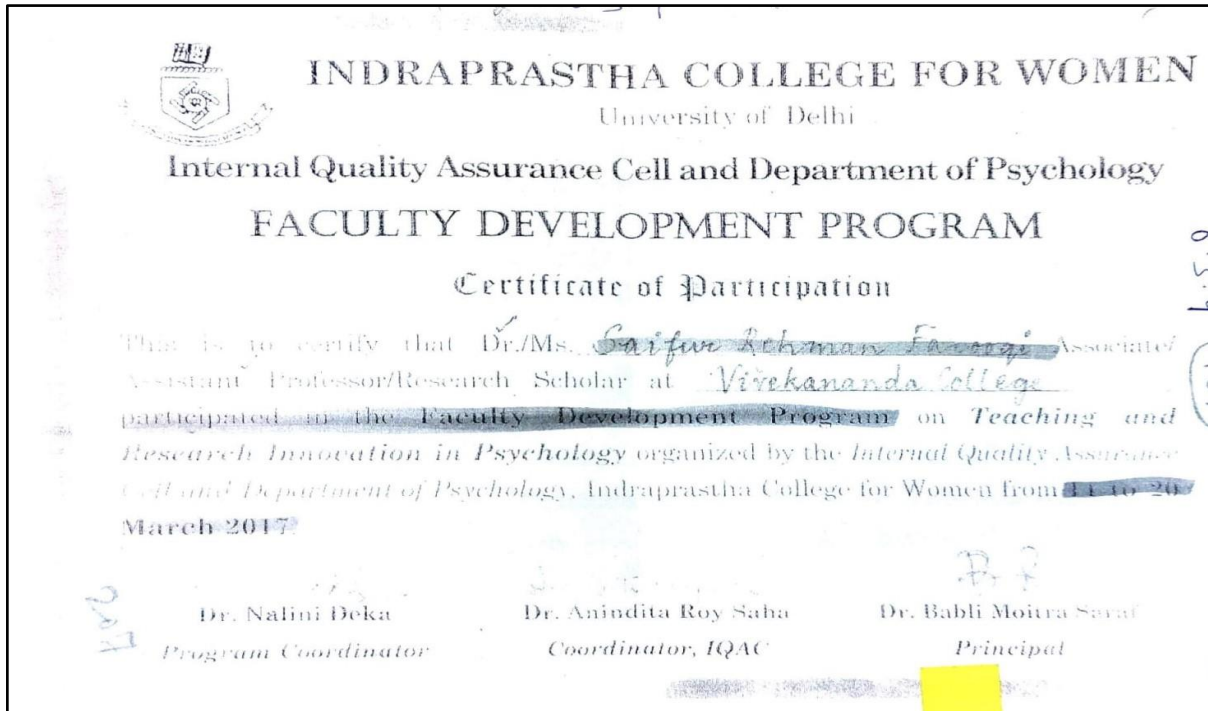 INDRAPRASTHA COLLEGE FOR WOMEN
University of Delhi
Internal Quality Assurance Cell and Department of Psychology
FACULTY DEVELOPMENT PROGRAM
Certificate of Participation
That is to certify that Dr./Ms. Saifur Rehman Farooqi Associate/
Assistant Professor/Research Scholar at Vivekananda College
participated in the Faculty Development Program on Teaching and
Research Innovation in Psychology organized by the Internal Quality Assurance
Cell and Department of Psychology, Indraprastha College for Women from 11 to 20
March 2017.
Dr. Nalini Deka Dr. Anindita Roy Saha Dr. Babli Moitra Saraf
Program Coordinator Coordinator, IQAC Principal
2017